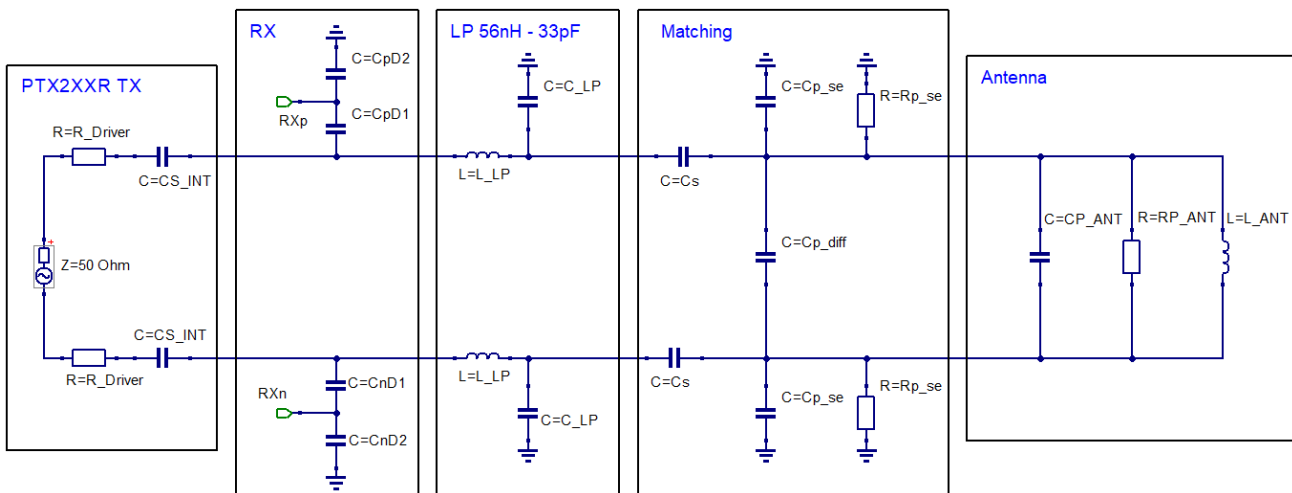 PTX2XXR TX
R=R_Driver
C=CS_INT
+
Z=50 Ohm
C=CS_INT
R=R_Driver
RX
C=CpD2
RXp
C=CpD1
C=CnD1
RXn
C=CnD2
LP 56nH - 33pF
C=C_LP
L=L_LP
L=L_LP
C=C_LP
Matching
C=Cp_se
R=Rp_se
C=Cs
C=Cp_diff
C=Cs
R=Rp_se
C=Cp_se
Antenna
C=CP_ANT
R=RP_ANT
L=L_ANT